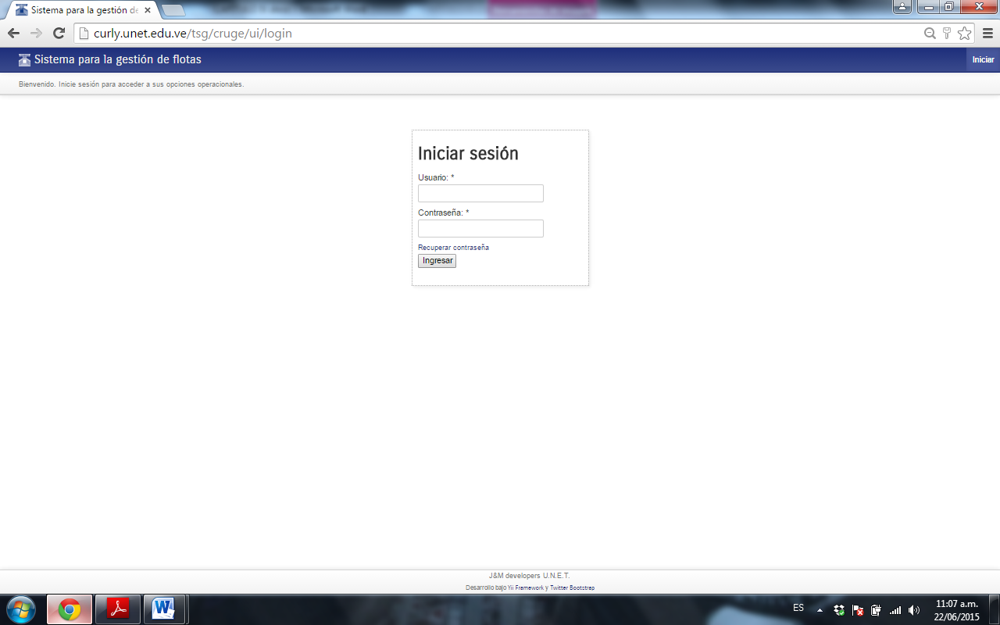 Sistema para la gestión de
curly.unet.edu.ve/tsg/cruge/ui/login
Sistema para la gestión de flotas
Iniciar
Bienvenido. Inicie sesión para acceder a sus opciones operacionales.
Iniciar sesión
Usuario: *
Contraseña: *
Recuperar contraseña
Ingresar
J&M developers U.N.E.T.
Desarrollo bajo Yii Framework y Twitter Bootstrap
ES
11:07 a.m.
22/06/2015